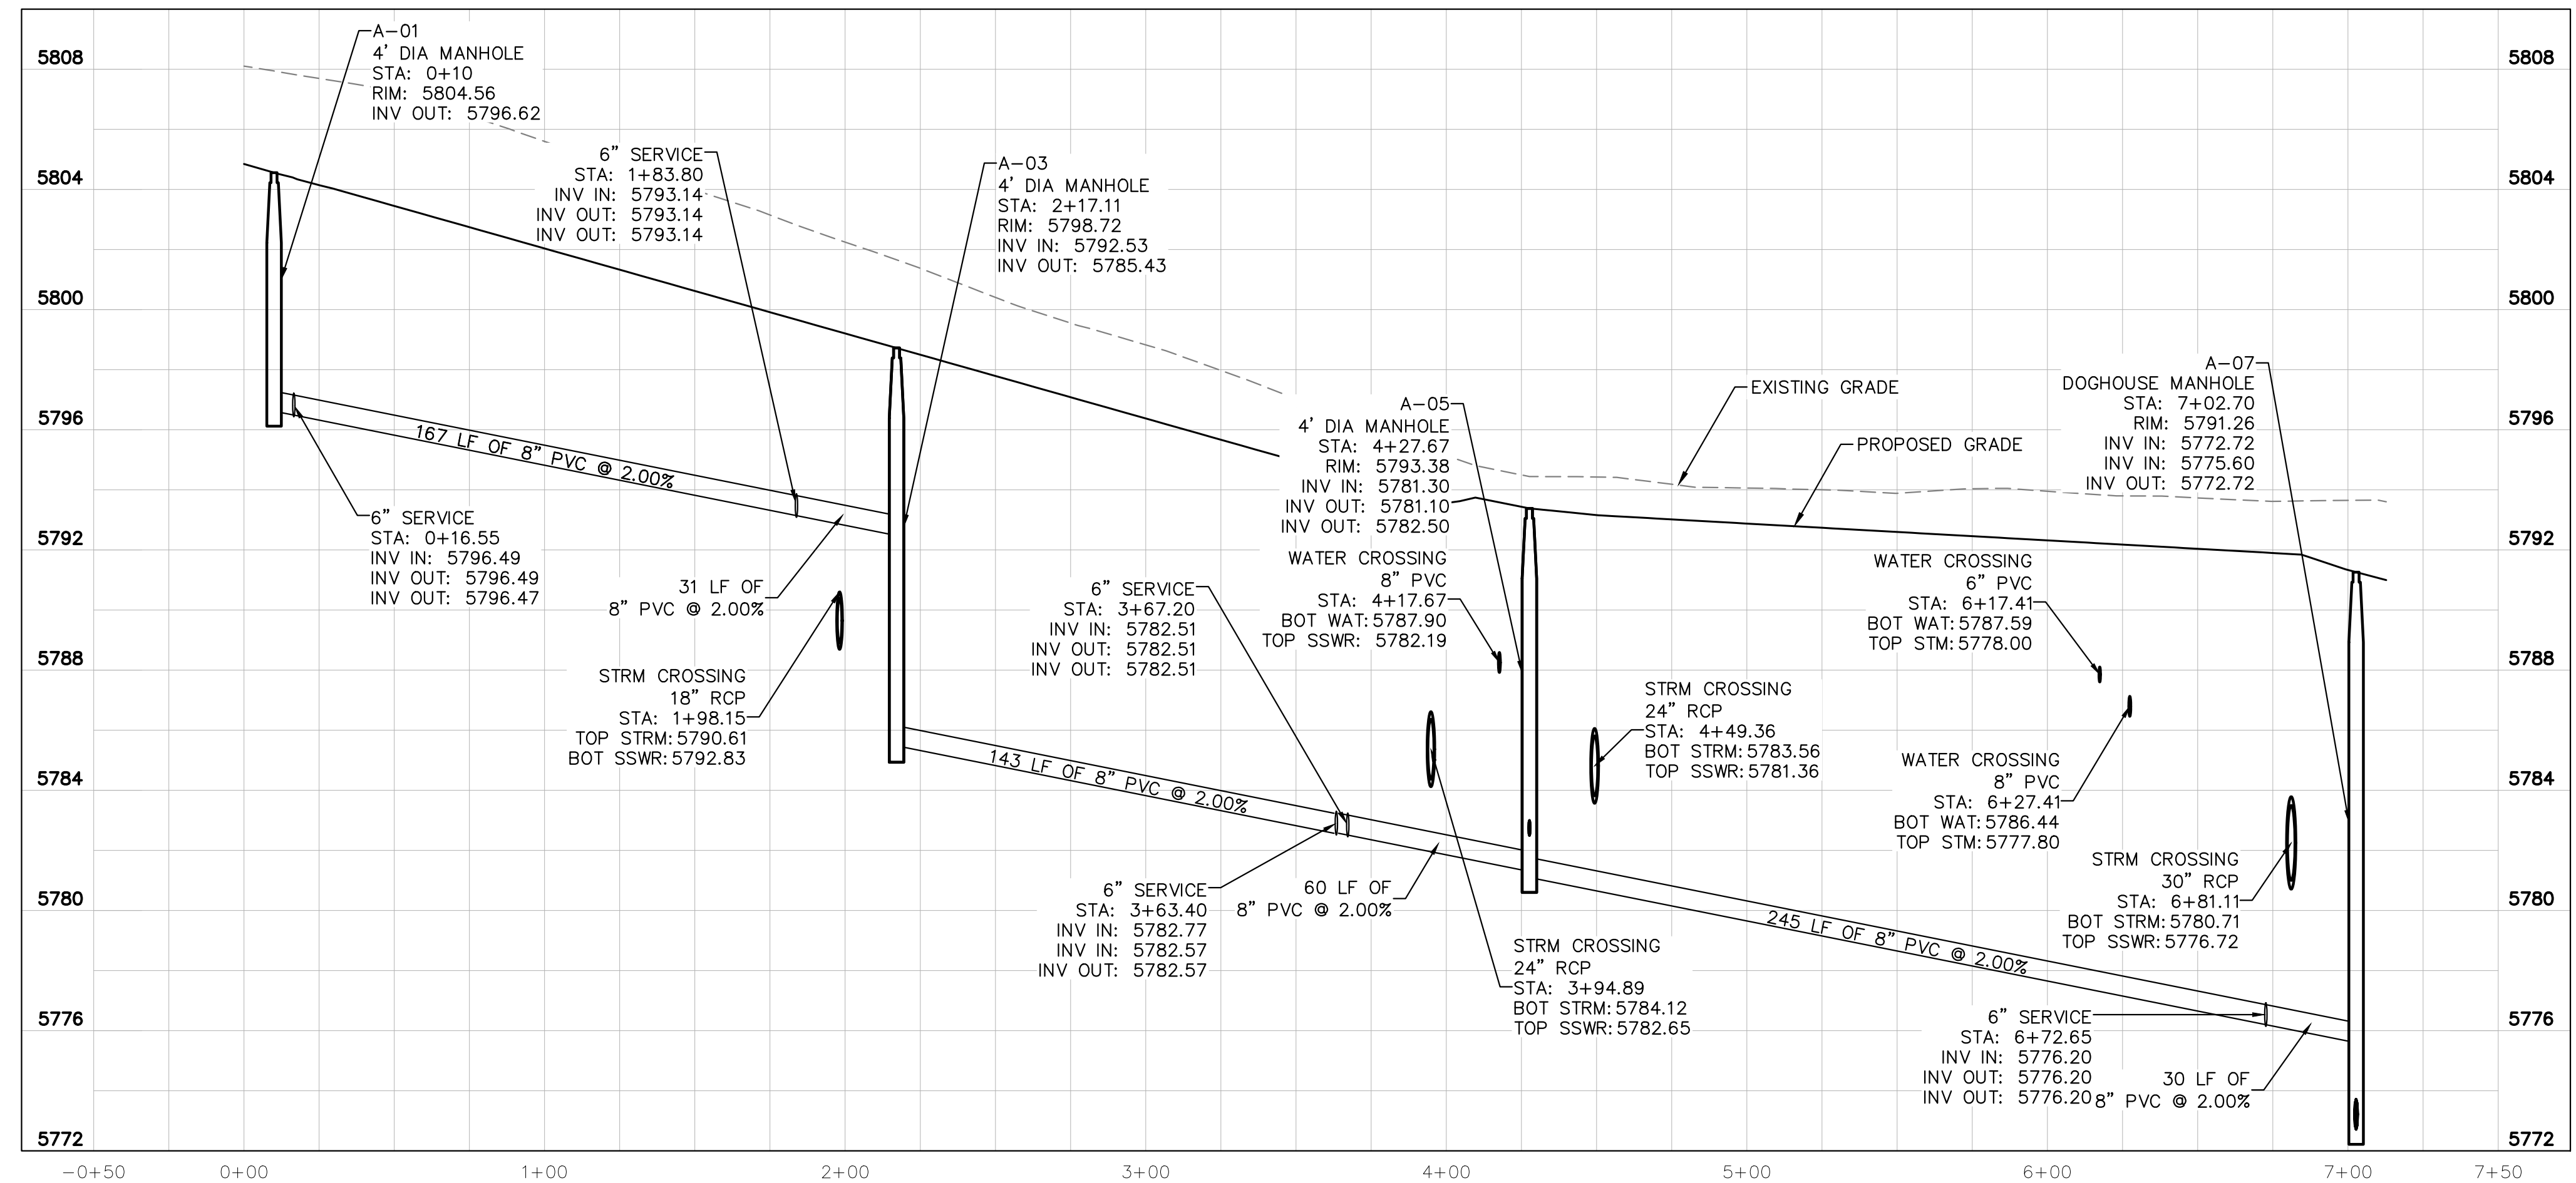 A-01
4' DIA MANHOLE
STA: 0+10
RIM: 5804.56
INV OUT: 5796.62
6" SERVICE
STA: 1+83.80
INV IN: 5793.14
INV OUT: 5793.14
INV OUT: 5793.14
A-03
4' DIA MANHOLE
STA: 2+17.11
RIM: 5798.72
INV IN: 5792.53
INV OUT: 5785.43
A-05
4' DIA MANHOLE
STA: 4+27.67
RIM: 5793.38
INV IN: 5781.30
INV OUT: 5781.10
INV OUT: 5782.50
EXISTING GRADE
PROPOSED GRADE
A-07
DOGHOUSE MANHOLE
STA: 7+02.70
RIM: 5791.26
INV IN: 5772.72
INV IN: 5775.60
INV OUT: 5772.72
167 LF OF 8" PVC @ 2.00%
6" SERVICE
STA: 0+16.55
INV IN: 5796.49
INV OUT: 5796.49
INV OUT: 5796.47
31 LF OF
8" PVC @ 2.00%
STRM CROSSING
18" RCP
STA: 1+98.15
TOP STRM:5790.61
BOT SSWR:5792.83
6" SERVICE
STA: 3+67.20
INV IN: 5782.51
INV OUT: 5782.51
INV OUT: 5782.51
WATER CROSSING
8" PVC
STA: 4+17.67
BOT WAT:5787.90
TOP SSWR: 5782.19
STRM CROSSING
24" RCP
STA: 4+49.36
BOT STRM:5783.56
TOP SSWR:5781.36
WATER CROSSING
6" PVC
STA: 6+17.41
BOT WAT:5787.59
TOP STM:5778.00
WATER CROSSING
8" PVC
STA: 6+27.41
BOT WAT:5786.44
TOP STM:5777.80
143 LF OF 8" PVC @ 2.00%
6" SERVICE
STA: 3+63.40
INV IN: 5782.77
INV IN: 5782.57
INV OUT: 5782.57
60 LF OF
8" PVC @ 2.00%
STRM CROSSING
24" RCP
STA: 3+94.89
BOT STRM:5784.12
TOP SSWR:5782.65
245 LF OF 8" PVC @ 2.00%
STRM CROSSING
30" RCP
STA: 6+81.11
BOT STRM:5780.71
TOP SSWR:5776.72
6" SERVICE
STA: 6+72.65
INV IN: 5776.20
INV OUT: 5776.20
INV OUT: 5776.20
30 LF OF
8" PVC @ 2.00%
5808
5804
5800
5796
5792
5788
5784
5780
5776
5772
5808
5804
5800
5796
5792
5788
5784
5780
5776
5772
-0+50
0+00
1+00
2+00
3+00
4+00
5+00
6+00
7+00
7+50